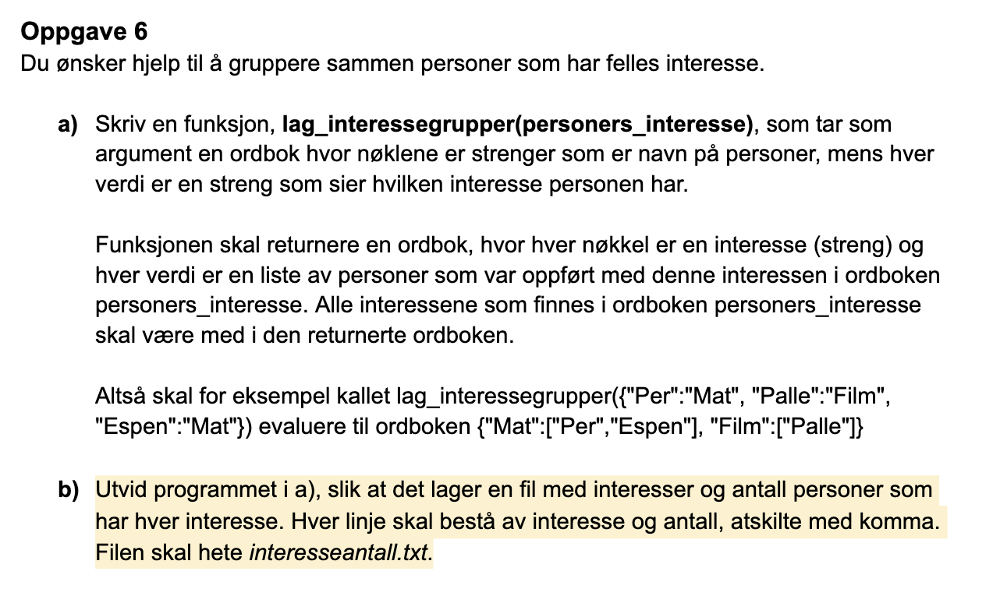 Oppgave 6
Du ønsker hjelp til å gruppere sammen personer som har felles interesse.
a) Skriv en funksjon, lag_interessegrupper(personers_interesse), som tar som
argument en ordbok hvor nøklene er strenger som er navn på personer, mens hver
verdi er en streng som sier hvilken interesse personen har.
Funksjonen skal returnere en ordbok, hvor hver nøkkel er en interesse (streng) og
hver verdi er en liste av personer som var oppført med denne interessen i ordboken
personers_interesse. Alle interessene som finnes i ordboken personers_interesse
skal være med i den returnerte ordboken.
Altså skal for eksempel kallet lag_interessegrupper({"Per":"Mat", "Palle":"Film",
"Espen":"Mat"}) evaluere til ordboken {"Mat":["Per","Espen"], "Film":["Palle"]}
b) Utvid programmet i a), slik at det lager en fil med interesser og antall personer som
har hver interesse. Hver linje skal bestå av interesse og antall, atskilte med komma.
Filen skal hete interesseantall.txt.